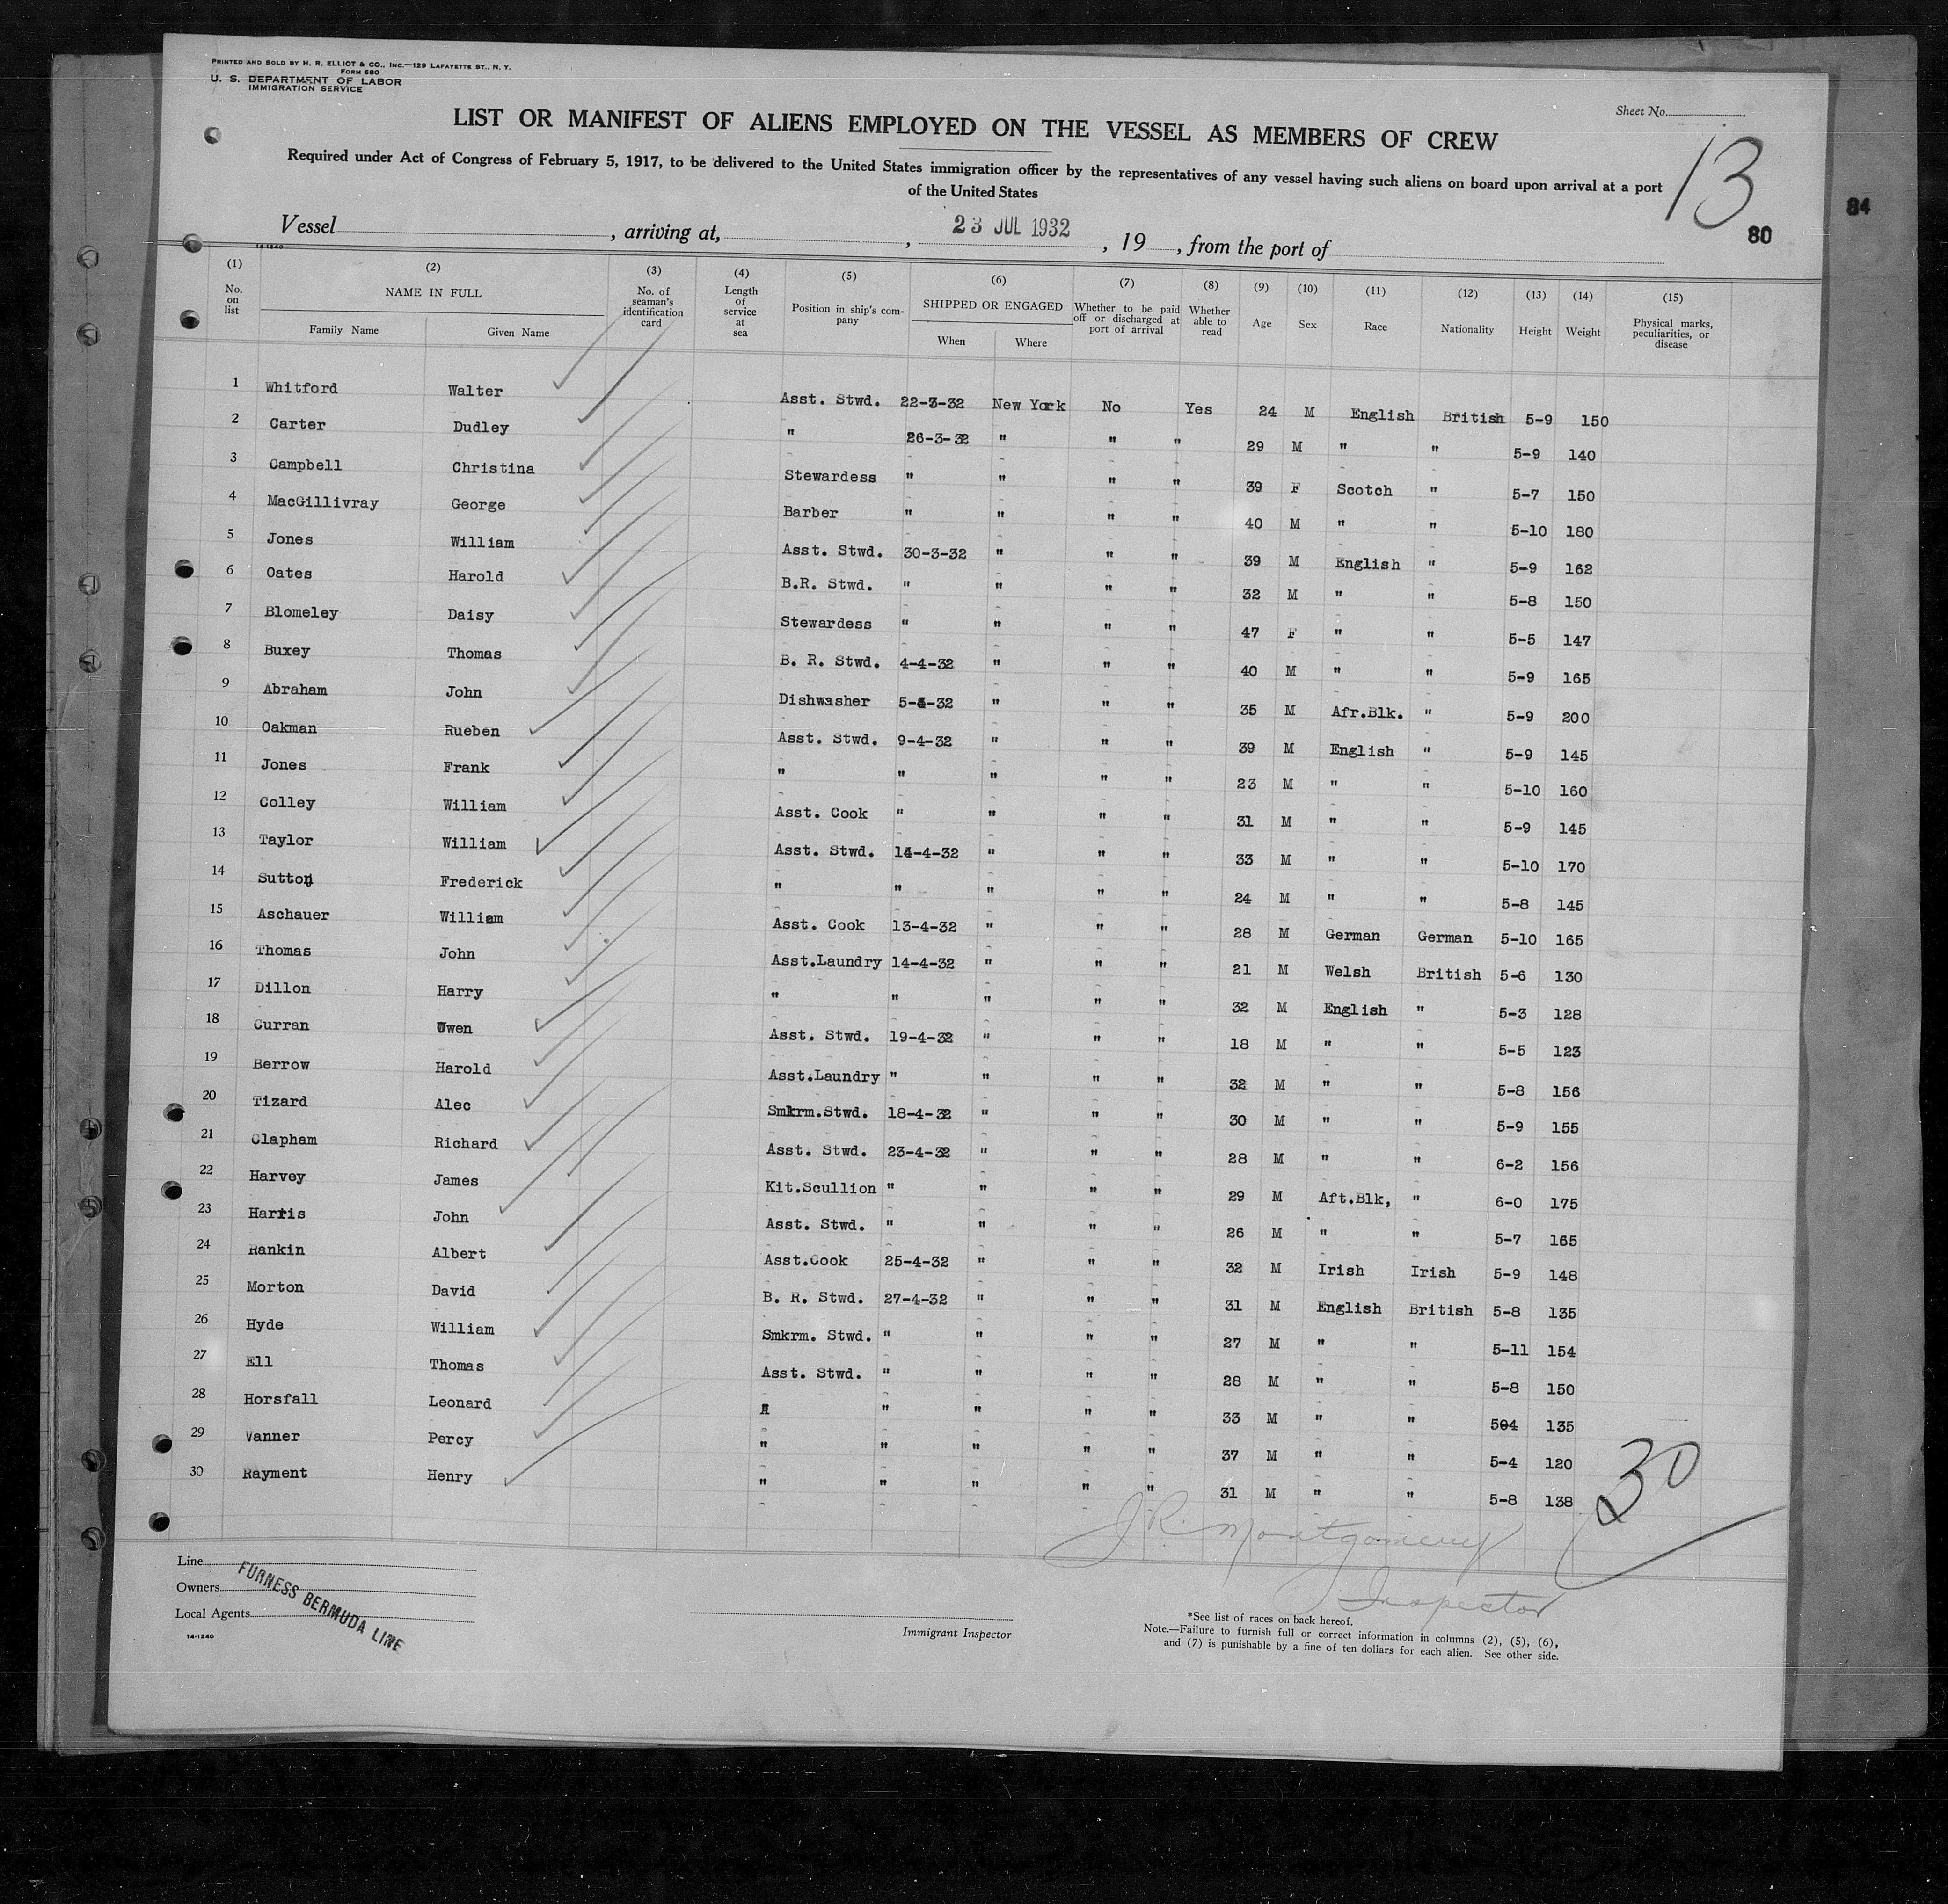 PRINTED AND SOLD BY H. R. ELLIOT & CO., INC.—129 LAFAYETTE ST., N. Y.
FORM 680
U. S. DEPARTMENT OF LABOR
IMMIGRATION SERVICE
Sheet No.
LIST OR MANIFEST OF ALIENS EMPLOYED ON THE VESSEL AS MEMBERS OF CREW
13
Required under Act of Congress of February 5, 1917, to be delivered to the United States immigration officer by the representatives of any vessel having such aliens on board upon arrival at a port
of the United States
84
80
Vessel , arriving at, , 23 JUL 1932 , 19 , from the port of
14-1240
(1) No. on list (2) NAME IN FULL Family Name Given Name (3) No. of seaman's identification card (4) Length of service at sea (5) Position in ship's company (6) SHIPPED OR ENGAGED When Where (7) Whether to be paid off or discharged at port of arrival (8) Whether able to read (9) Age (10) Sex (11) Race (12) Nationality (13) Height (14) Weight (15) Physical marks, peculiarities, or disease
1 Whitford Walter Asst. Stwd. 22-3-32 New York No Yes 24 M English British 5-9 150
2 Carter Dudley " 26-3-32 " " " 29 M " " 5-9 140
3 Campbell Christina Stewardess " " " " 39 F Scotch " 5-7 150
4 MacGillivray George Barber " " " " 40 M " " 5-10 180
5 Jones William Asst. Stwd. 30-3-32 " " " 39 M English " 5-9 162
6 Oates Harold B.R. Stwd. " " " " 32 M " " 5-8 150
7 Blomeley Daisy Stewardess " " " " 47 F " " 5-5 147
8 Buxey Thomas B. R. Stwd. 4-4-32 " " " 40 M " " 5-9 165
9 Abraham John Dishwasher 5-4-32 " " " 35 M Afr.Blk. " 5-9 200
10 Oakman Rueben Asst. Stwd. 9-4-32 " " " 39 M English " 5-9 145
11 Jones Frank " " " " " 23 M " " 5-10 160
12 Colley William Asst. Cook " " " " 31 M " " 5-9 145
13 Taylor William Asst. Stwd. 14-4-32 " " " 33 M " " 5-10 170
14 Sutton Frederick " " " " " 24 M " " 5-8 145
15 Aschauer William Asst. Cook 13-4-32 " " " 28 M German German 5-10 165
16 Thomas John Asst.Laundry 14-4-32 " " " 21 M Welsh British 5-6 130
17 Dillon Harry " " " " " 32 M English " 5-3 128
18 Curran Owen Asst. Stwd. 19-4-32 " " " 18 M " " 5-5 123
19 Berrow Harold Asst.Laundry " " " " 32 M " " 5-8 156
20 Tizard Alec Smkrm.Stwd. 18-4-32 " " " 30 M " " 5-9 155
21 Clapham Richard Asst. Stwd. 23-4-32 " " " 28 M " " 6-2 156
22 Harvey James Kit.Scullion " " " " 29 M Aft.Blk, " 6-0 175
23 Harris John Asst. Stwd. " " " " 26 M " " 5-7 165
24 Rankin Albert Asst.Cook 25-4-32 " " " 32 M Irish Irish 5-9 148
25 Morton David B. R. Stwd. 27-4-32 " " " 31 M English British 5-8 135
26 Hyde William Smkrm. Stwd. " " " " 27 M " " 5-11 154
27 Ell Thomas Asst. Stwd. " " " " 28 M " " 5-8 150
28 Horsfall Leonard " " " " " 33 M " " 504 135
29 Vanner Percy " " " " " 37 M " " 5-4 120
30 Rayment Henry " " " " " 31 M " " 5-8 138
30
J.R. Montgomery
Inspector
Line
Owners
Local Agents
FURNESS BERMUDA LINE
14-1240
Immigrant Inspector
*See list of races on back hereof.
Note.—Failure to furnish full or correct information in columns (2), (5), (6),
and (7) is punishable by a fine of ten dollars for each alien. See other side.